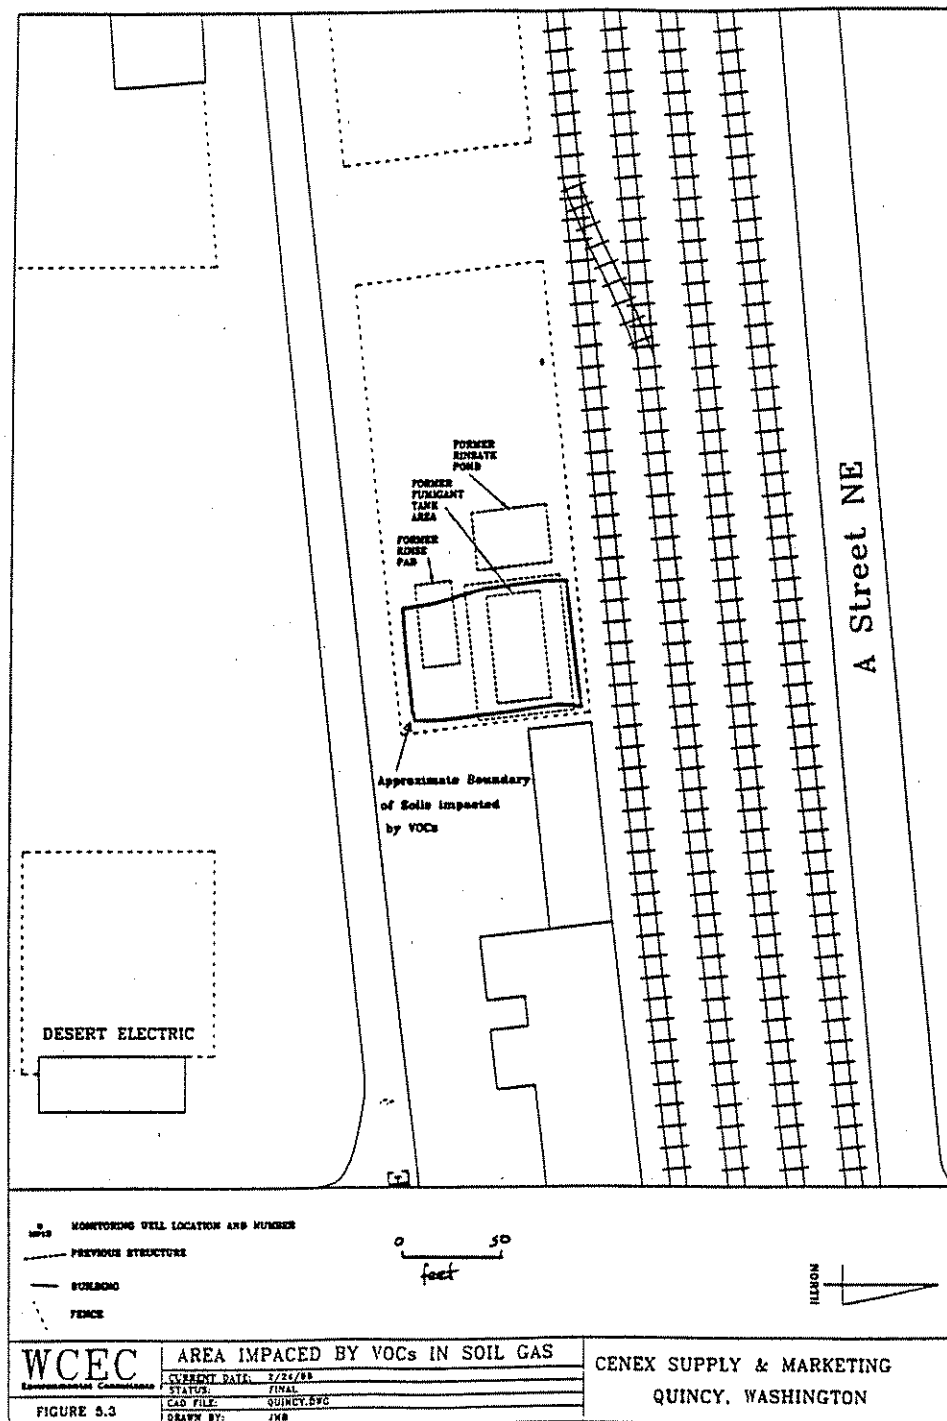 FORMER
RINSATE
POND
FORMER
FUMIGANT
TANK
AREA
FORMER
RINSE
PAD
A Street NE
Approximate Boundary
of Soils impacted
by VOCs
DESERT ELECTRIC
MONITORING WELL LOCATION AND NUMBER
PREVIOUS STRUCTURE
BUILDING
FENCE
0 50
feet
NORTH
WCEC
Environmental Consultants
FIGURE 5.3
AREA IMPACED BY VOCs IN SOIL GAS
CURRENT DATE:
STATUS: FINAL
CAD FILE: QUINCY.DWG
DRAWN BY: JMB
CENEX SUPPLY & MARKETING
QUINCY, WASHINGTON